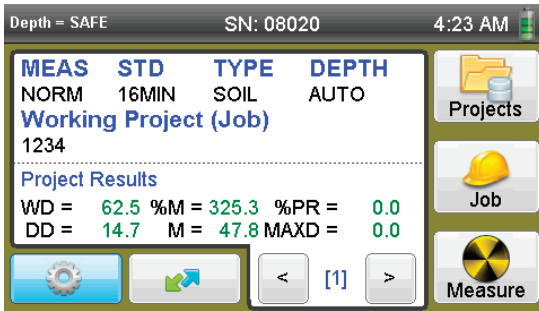 Depth = SAFE SN: 08020 4:23 AM
MEAS STD TYPE DEPTH
NORM 16MIN SOIL AUTO
Working Project (Job)
1234
Project Results
WD = 62.5 %M = 325.3 %PR = 0.0
DD = 14.7 M = 47.8 MAXD = 0.0
< [1] >
Projects
Job
Measure